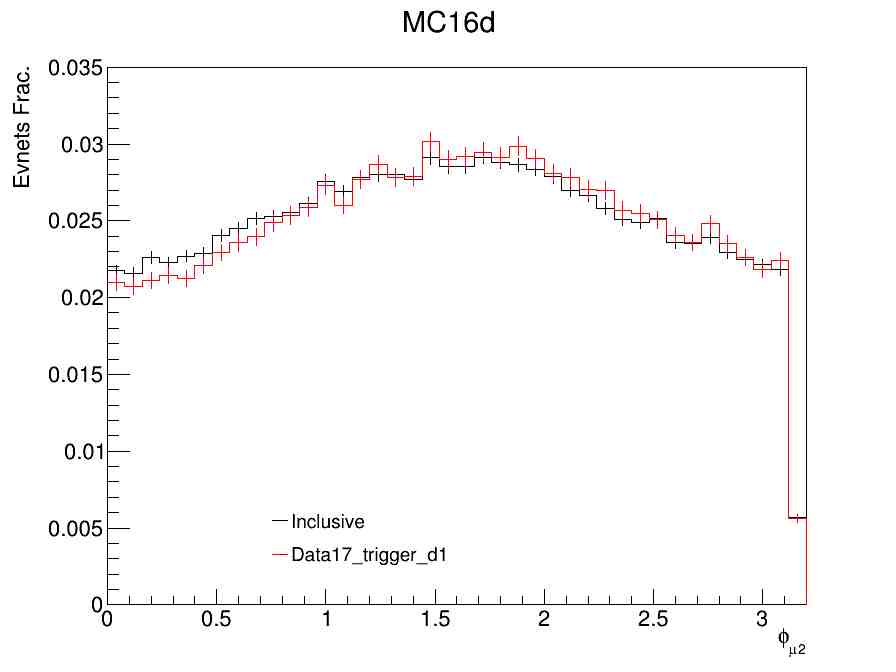 MC16d
Evnets Frac.
0.035
0.03
0.025
0.02
0.015
0.01
0.005
0
Inclusive
Data17_trigger_d1
0 0.5 1 1.5 2 2.5 3
ϕμ2